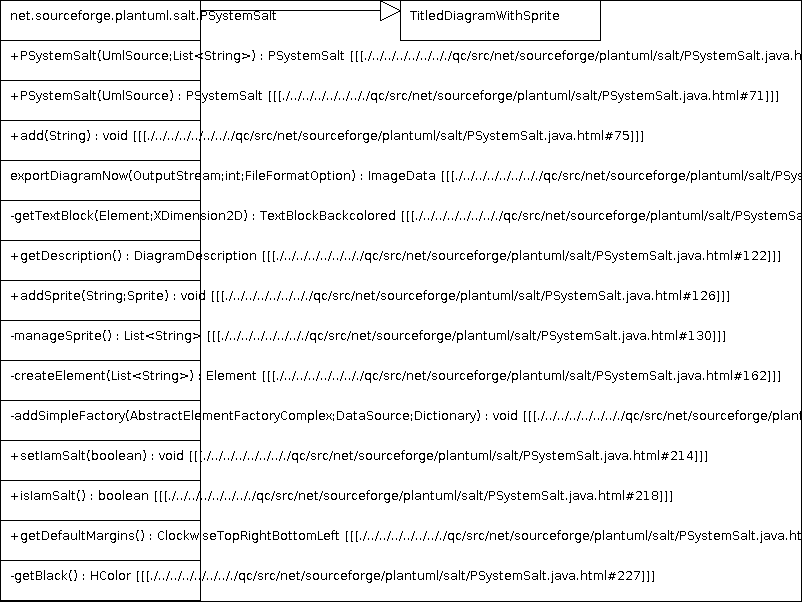 net.sourceforge.plantuml.salt.PSystemSalt
TitledDiagramWithSprite
+PSystemSalt(UmlSource;List<String>) : PSystemSalt [[[./../../../../../../qc/src/net/sourceforge/plantuml/salt/PSystemSalt.java.h
+PSystemSalt(UmlSource) : PSystemSalt [[[./../../../../../../qc/src/net/sourceforge/plantuml/salt/PSystemSalt.java.html#71]]]
+add(String) : void [[[./../../../../../../qc/src/net/sourceforge/plantuml/salt/PSystemSalt.java.html#75]]]
exportDiagramNow(OutputStream;int;FileFormatOption) : ImageData [[[./../../../../../../qc/src/net/sourceforge/plantuml/salt/PSys
-getTextBlock(Element;XDimension2D) : TextBlockBackcolored [[[./../../../../../../qc/src/net/sourceforge/plantuml/salt/PSystemSa
+getDescription() : DiagramDescription [[[./../../../../../../qc/src/net/sourceforge/plantuml/salt/PSystemSalt.java.html#122]]]
+addSprite(String;Sprite) : void [[[./../../../../../../qc/src/net/sourceforge/plantuml/salt/PSystemSalt.java.html#126]]]
-manageSprite() : List<String> [[[./../../../../../../qc/src/net/sourceforge/plantuml/salt/PSystemSalt.java.html#130]]]
-createElement(List<String>) : Element [[[./../../../../../../qc/src/net/sourceforge/plantuml/salt/PSystemSalt.java.html#162]]]
-addSimpleFactory(AbstractElementFactoryComplex;DataSource;Dictionary) : void [[[./../../../../../../qc/src/net/sourceforge/plant
+setIamSalt(boolean) : void [[[./../../../../../../qc/src/net/sourceforge/plantuml/salt/PSystemSalt.java.html#214]]]
+isIamSalt() : boolean [[[./../../../../../../qc/src/net/sourceforge/plantuml/salt/PSystemSalt.java.html#218]]]
+getDefaultMargins() : ClockwiseTopRightBottomLeft [[[./../../../../../../qc/src/net/sourceforge/plantuml/salt/PSystemSalt.java.ht
-getBlack() : HColor [[[./../../../../../../qc/src/net/sourceforge/plantuml/salt/PSystemSalt.java.html#227]]]